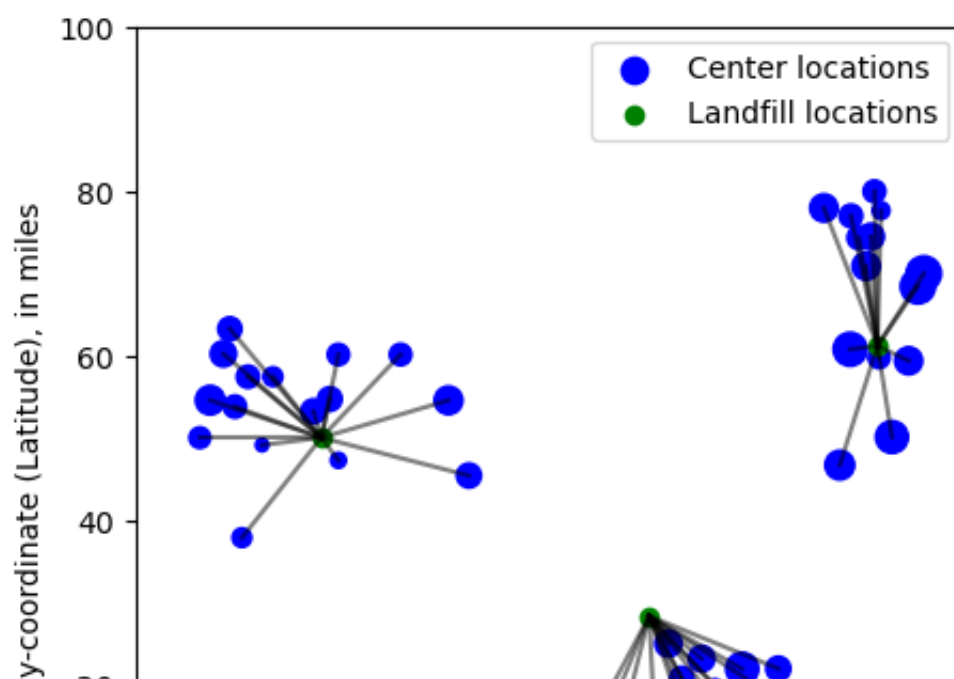 100
Center locations
Landfill locations
80
60
40
y-coordinate (Latitude), in miles